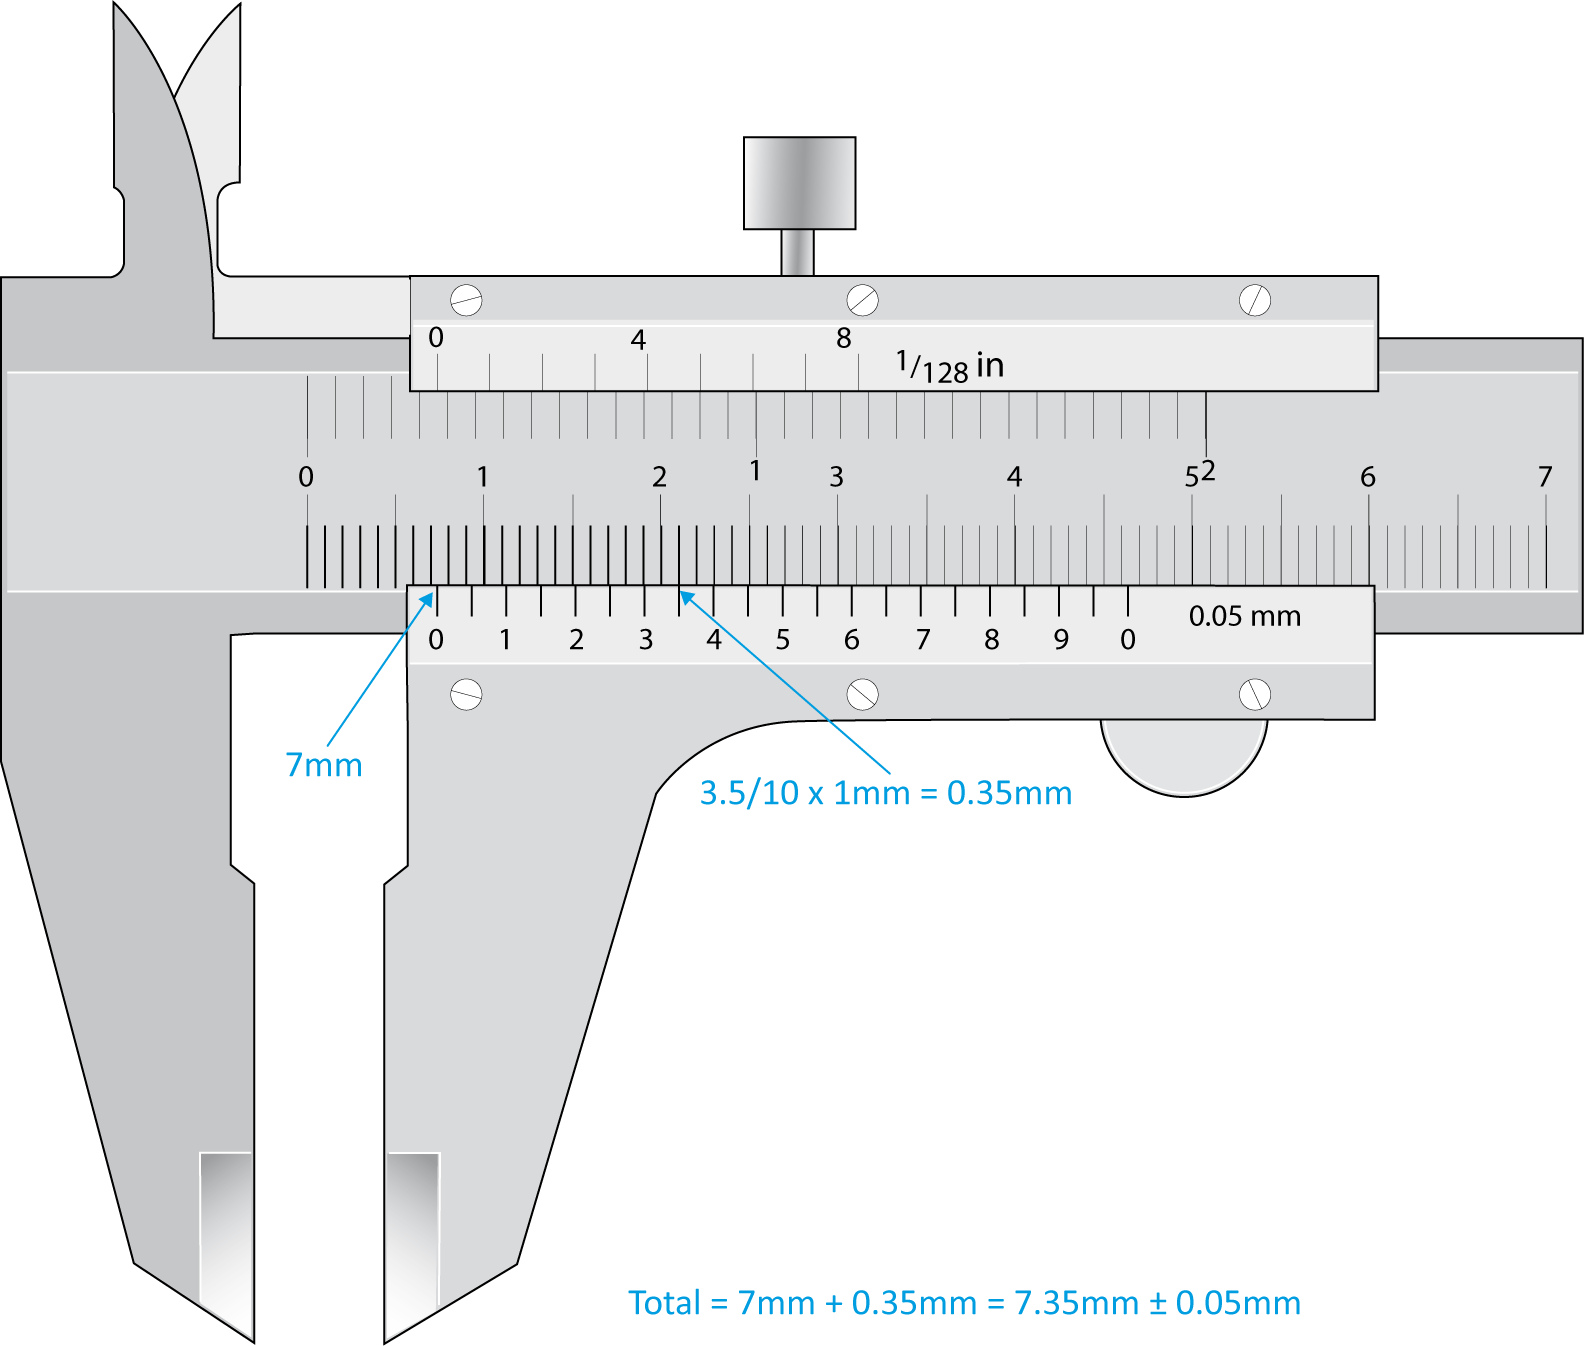 0 4 8
1/128 in
0 1 2 1 3 4 5 2 6 7
0 1 2 3 4 5 6 7 8 9 0 0.05 mm
7mm
3.5/10 x 1mm = 0.35mm
Total = 7mm + 0.35mm = 7.35mm ± 0.05mm